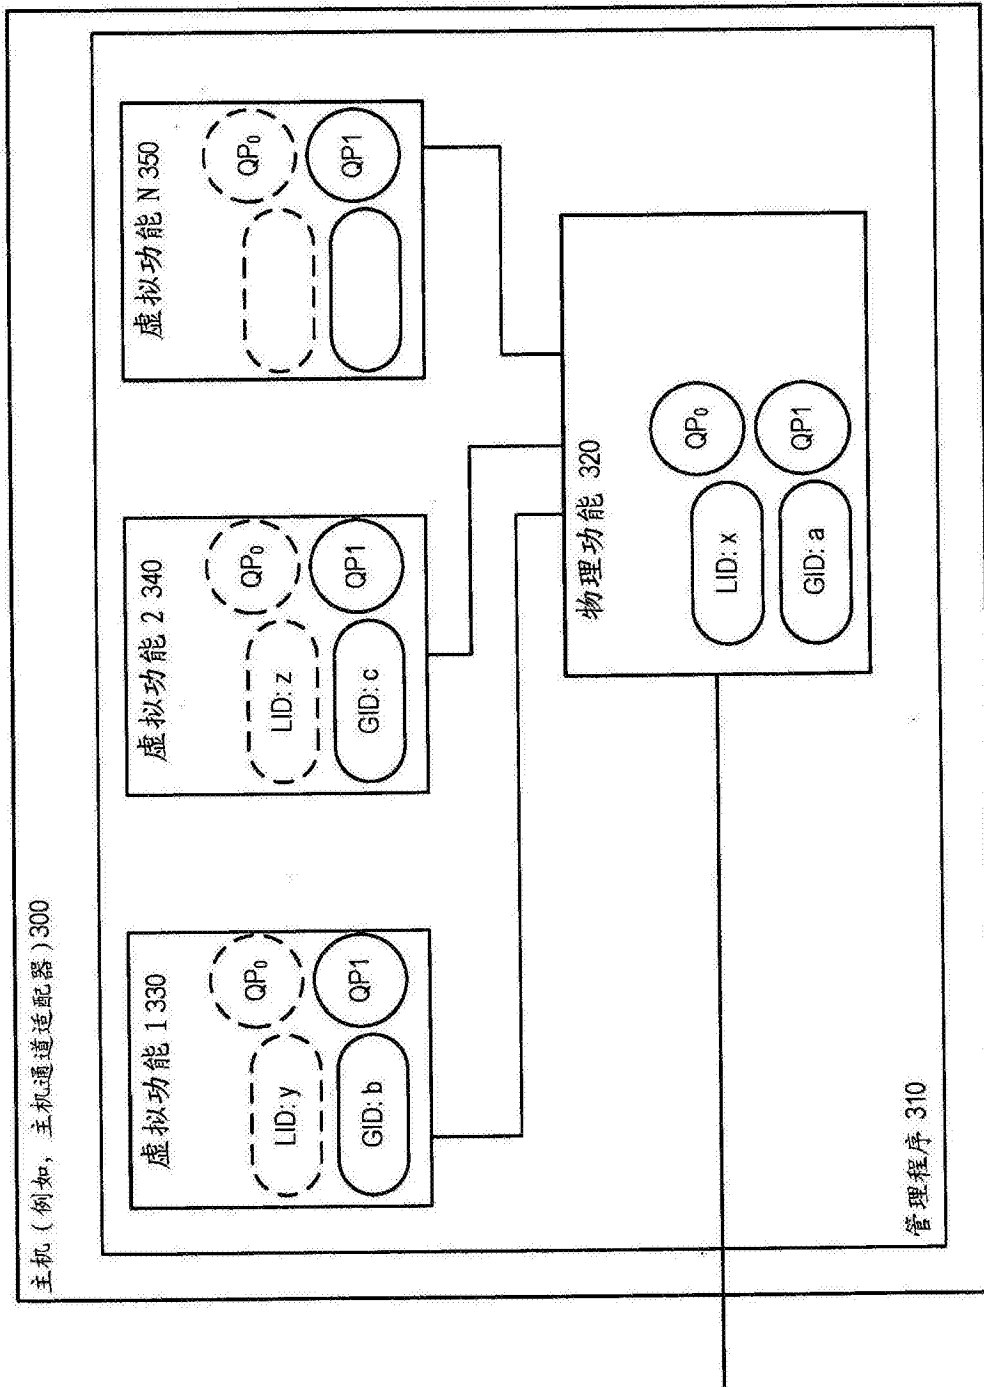 主机（例如，主机通道适配器）300
虚拟功能 1 330
QP0
LID: y
QP1
GID: b
虚拟功能 2 340
QP0
LID: z
QP1
GID: c
虚拟功能 N 350
QP0
QP1
物理功能 320
QP0
LID: x
QP1
GID: a
管理程序 310